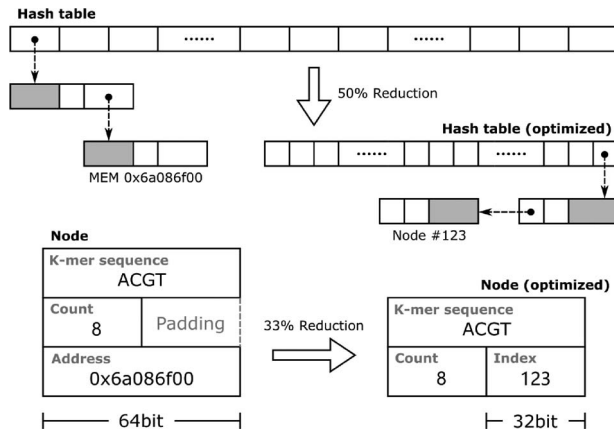 Hash table
......
......
50% Reduction
Hash table (optimized)
MEM 0x6a086f00
......
......
Node #123
Node
K-mer sequence
ACGT
Count
8
Padding
Address
0x6a086f00
64bit
33% Reduction
Node (optimized)
K-mer sequence
ACGT
Count
8
Index
123
32bit